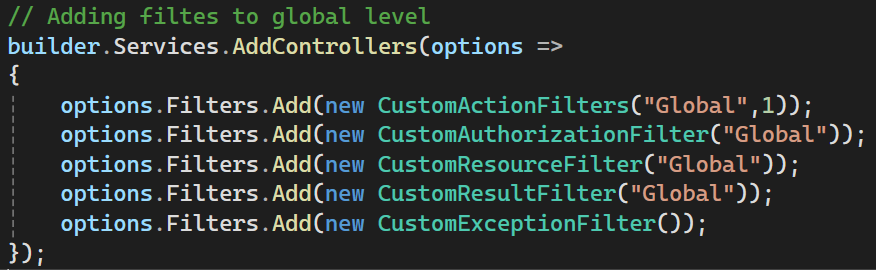 // Adding filtes to global level
builder.Services.AddControllers(options =>
{
    options.Filters.Add(new CustomActionFilters("Global",1));
    options.Filters.Add(new CustomAuthorizationFilter("Global"));
    options.Filters.Add(new CustomResourceFilter("Global"));
    options.Filters.Add(new CustomResultFilter("Global"));
    options.Filters.Add(new CustomExceptionFilter());
});